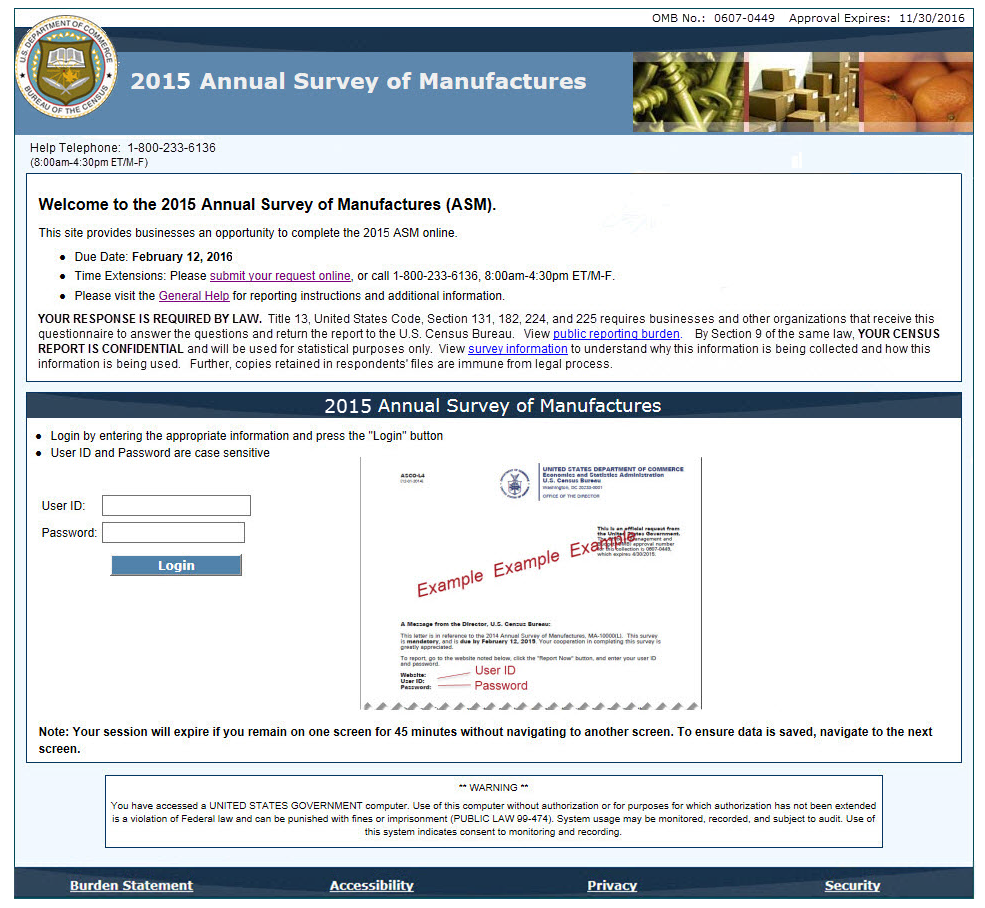 OMB No.: 0607-0449 Approval Expires: 11/30/2016
U.S. DEPARTMENT OF COMMERCE
BUREAU OF THE CENSUS
2015 Annual Survey of Manufactures
Help Telephone: 1-800-233-6136
(8:00am-4:30pm ET/M-F)
Welcome to the 2015 Annual Survey of Manufactures (ASM).
This site provides businesses an opportunity to complete the 2015 ASM online.
• Due Date: February 12, 2016
• Time Extensions: Please submit your request online, or call 1-800-233-6136, 8:00am-4:30pm ET/M-F.
• Please visit the General Help for reporting instructions and additional information.
YOUR RESPONSE IS REQUIRED BY LAW. Title 13, United States Code, Section 131, 182, 224, and 225 requires businesses and other organizations that receive this
questionnaire to answer the questions and return the report to the U.S. Census Bureau. View public reporting burden. By Section 9 of the same law, YOUR CENSUS
REPORT IS CONFIDENTIAL and will be used for statistical purposes only. View survey information to understand why this information is being collected and how this
information is being used. Further, copies retained in respondents' files are immune from legal process.
2015 Annual Survey of Manufactures
• Login by entering the appropriate information and press the "Login" button
• User ID and Password are case sensitive
User ID:
Password:
Login
ASCO-L4
(12-01-2014)
UNITED STATES DEPARTMENT OF COMMERCE
Economics and Statistics Administration
U.S. Census Bureau
Washington, DC 20233-0001
OFFICE OF THE DIRECTOR
This is an official request from
the United States Government.
approval number
for this collection is 0607-0449,
which expires 4/30/2015.
Example Example Example
A Message from the Director, U.S. Census Bureau:
This letter is in reference to the 2014 Annual Survey of Manufactures, MA-10000(L). This survey
is mandatory, and is due by February 12, 2015. Your cooperation in completing this survey is
greatly appreciated.
To report, go to the website noted below, click the "Report Now" button, and enter your user ID
and password.
Website:
User ID: User ID
Password: Password
Note: Your session will expire if you remain on one screen for 45 minutes without navigating to another screen. To ensure data is saved, navigate to the next
screen.
** WARNING **
You have accessed a UNITED STATES GOVERNMENT computer. Use of this computer without authorization or for purposes for which authorization has not been extended
is a violation of Federal law and can be punished with fines or imprisonment (PUBLIC LAW 99-474). System usage may be monitored, recorded, and subject to audit. Use of
this system indicates consent to monitoring and recording.
Burden Statement Accessibility Privacy Security